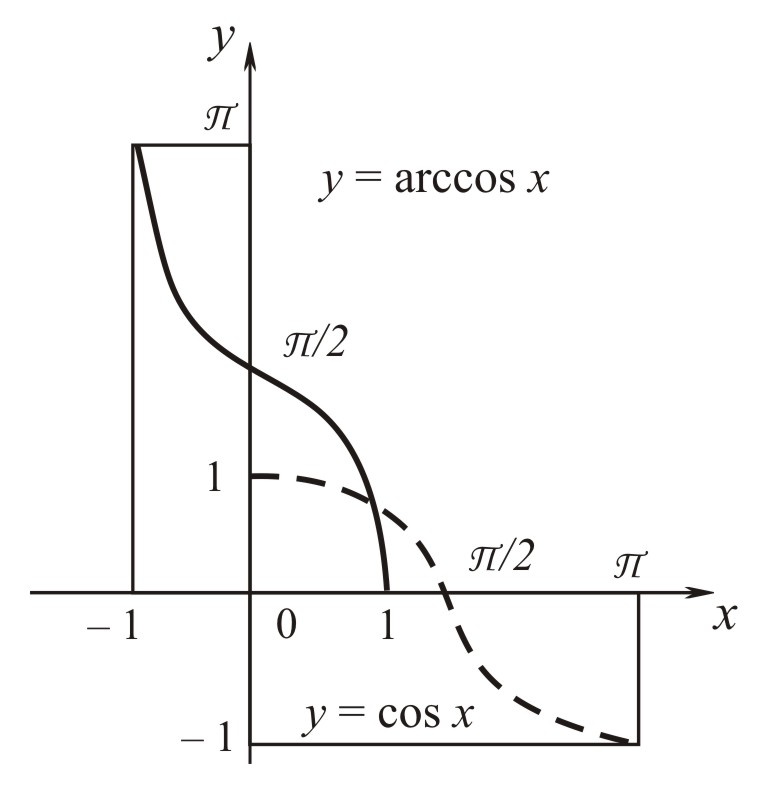 y
π
y = arccos x
π/2
1
π/2
π
– 1
0
1
x
y = cos x
– 1